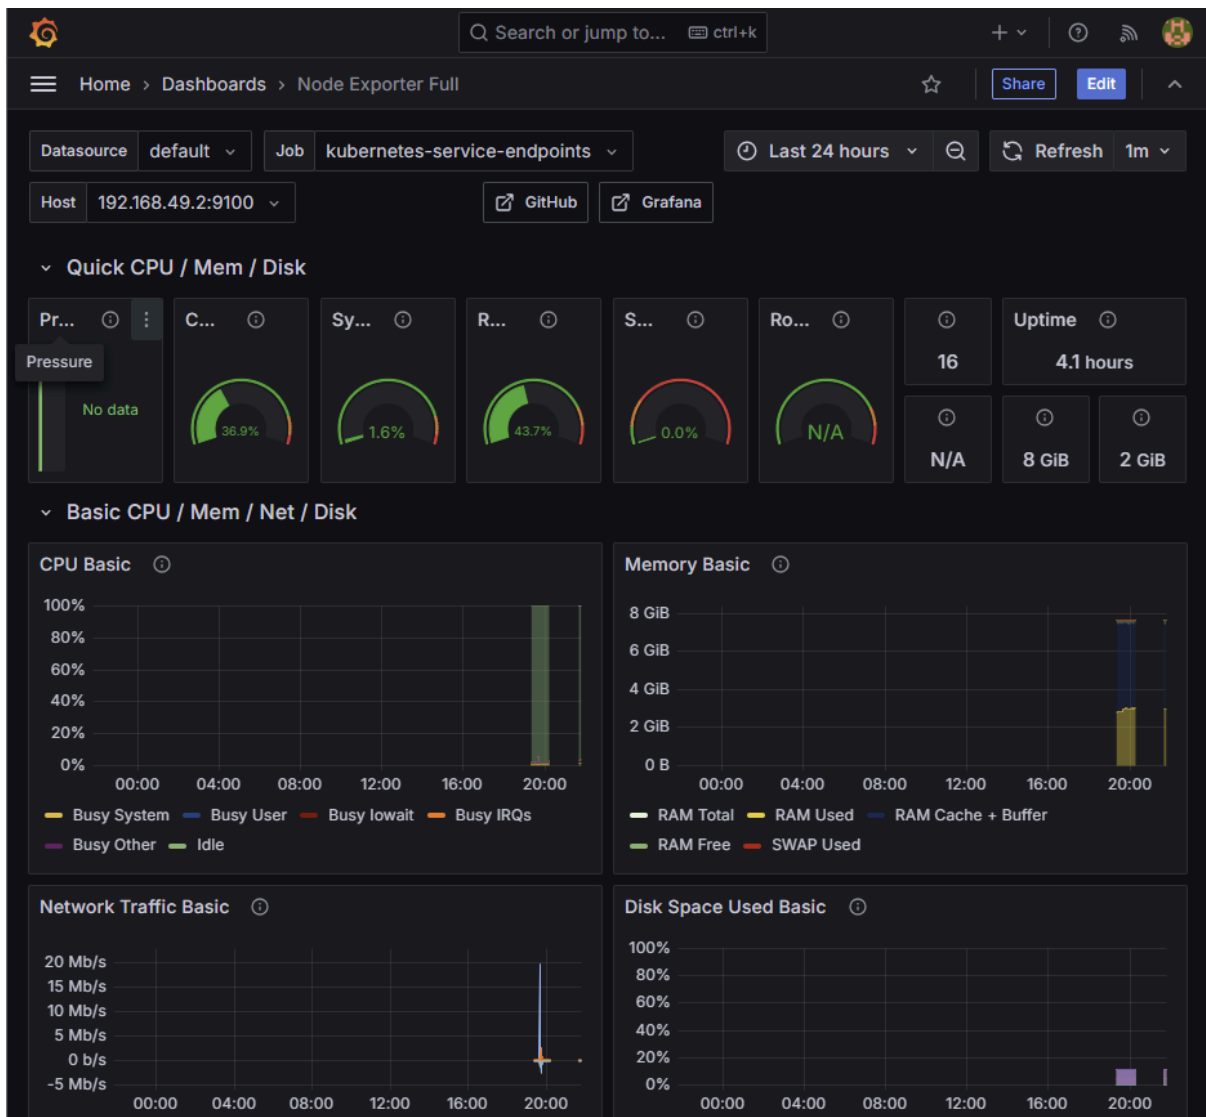 Search or jump to... ctrl+k
Home › Dashboards › Node Exporter Full
Share
Edit
Datasource default
Job kubernetes-service-endpoints
Last 24 hours
Refresh 1m
Host 192.168.49.2:9100
GitHub
Grafana
Quick CPU / Mem / Disk
Pr...
C...
Sy...
R...
S...
Ro...
Uptime
Pressure
No data
36.9%
1.6%
43.7%
0.0%
N/A
16
4.1 hours
N/A
8 GiB
2 GiB
Basic CPU / Mem / Net / Disk
CPU Basic
100%
80%
60%
40%
20%
0%
00:00 04:00 08:00 12:00 16:00 20:00
Busy System Busy User Busy Iowait Busy IRQs
Busy Other Idle
Memory Basic
8 GiB
6 GiB
4 GiB
2 GiB
0 B
00:00 04:00 08:00 12:00 16:00 20:00
RAM Total RAM Used RAM Cache + Buffer
RAM Free SWAP Used
Network Traffic Basic
20 Mb/s
15 Mb/s
10 Mb/s
5 Mb/s
0 b/s
-5 Mb/s
00:00 04:00 08:00 12:00 16:00 20:00
Disk Space Used Basic
100%
80%
60%
40%
20%
0%
00:00 04:00 08:00 12:00 16:00 20:00